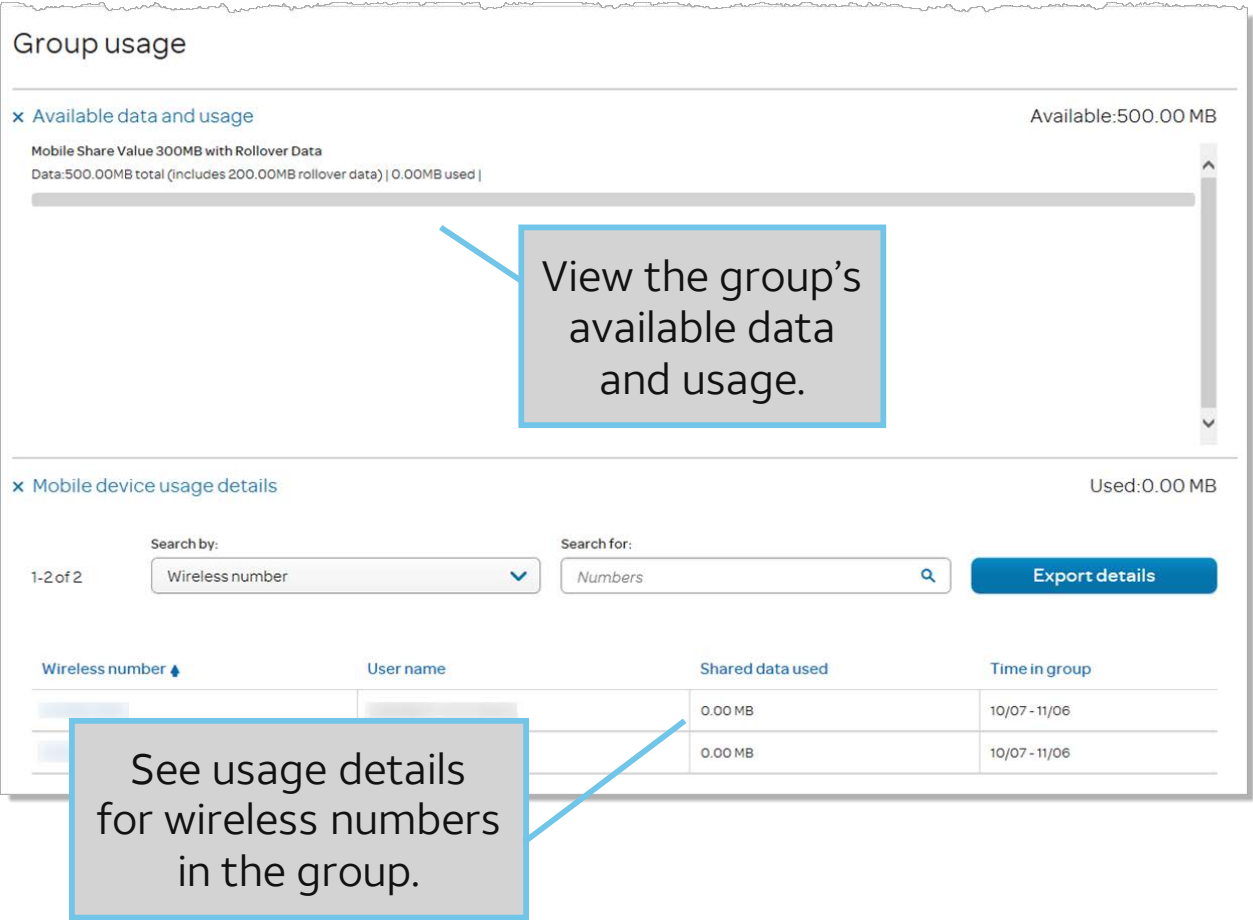 Group usage
× Available data and usage
Available:500.00 MB
Mobile Share Value 300MB with Rollover Data
Data:500.00MB total (includes 200.00MB rollover data) | 0.00MB used |
View the group’s
available data
and usage.
× Mobile device usage details
Used:0.00 MB
Search by:
Search for:
1-2 of 2
Wireless number
Numbers
Export details
Wireless number
User name
Shared data used
Time in group
0.00 MB
10/07 - 11/06
0.00 MB
10/07 - 11/06
See usage details
for wireless numbers
in the group.